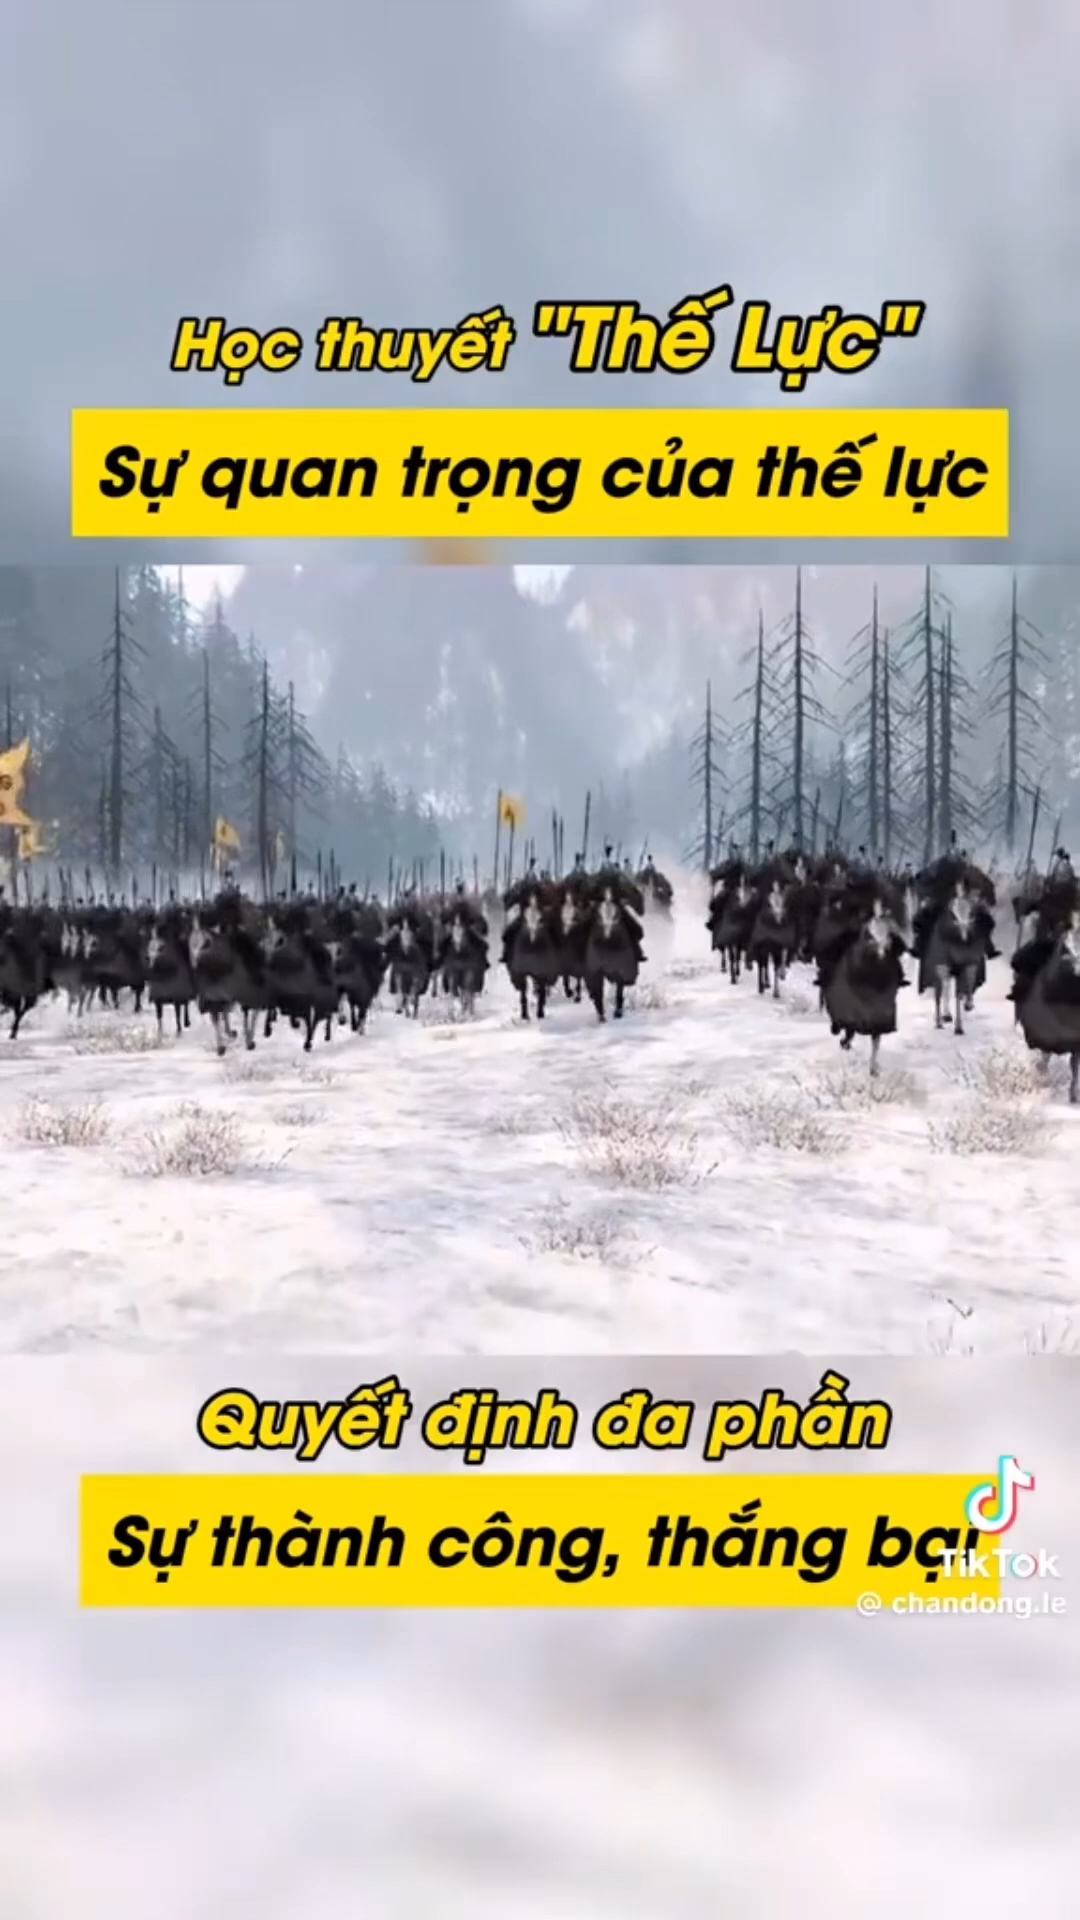 Học thuyết "Thế Lực"
Sự quan trọng của thế lực
Quyết định đa phần
Sự thành công, thắng bại
TikTok
@ chandong.le